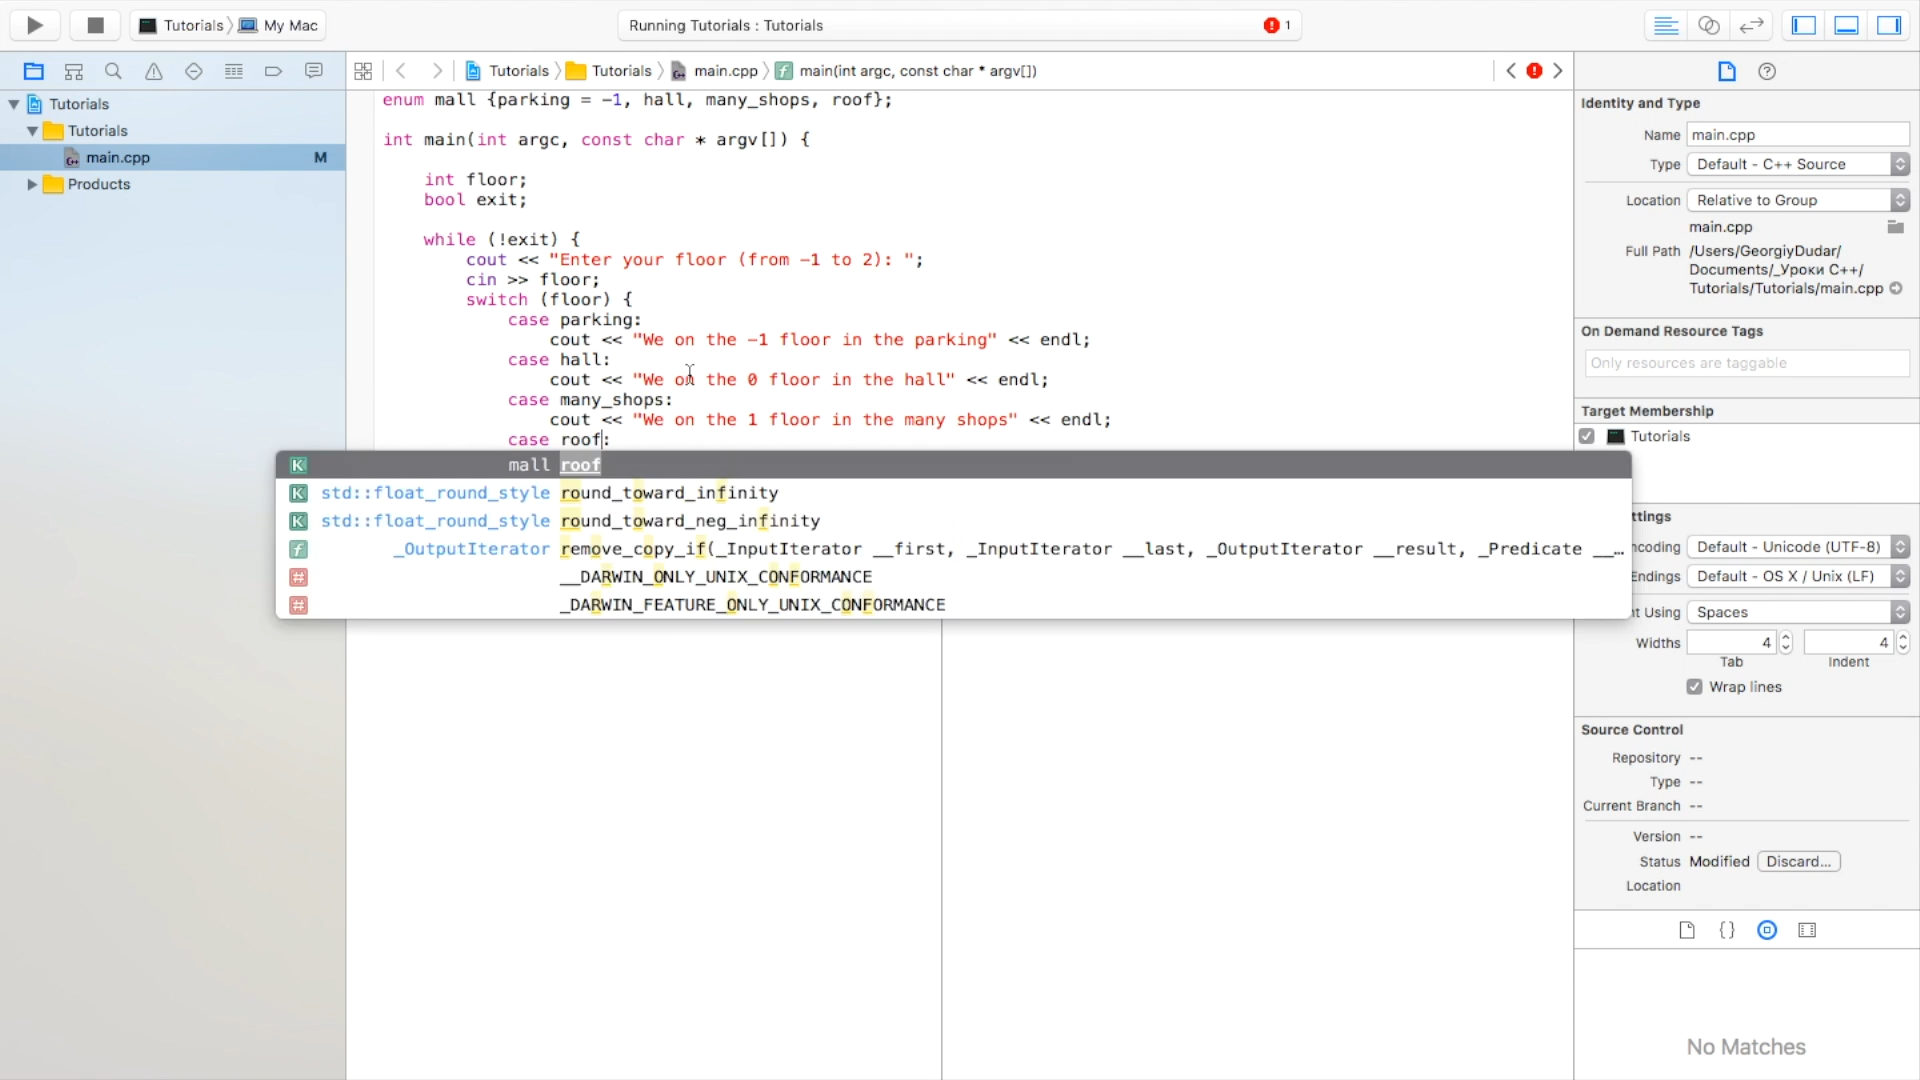 Tutorials My Mac
Running Tutorials : Tutorials
1
Tutorials Tutorials main.cpp main(int argc, const char * argv[])
Tutorials
Tutorials
main.cpp M
Products
enum mall {parking = -1, hall, many_shops, roof};
int main(int argc, const char * argv[]) {
int floor;
bool exit;
while (!exit) {
cout << "Enter your floor (from -1 to 2): ";
cin >> floor;
switch (floor) {
case parking:
cout << "We on the -1 floor in the parking" << endl;
case hall:
cout << "We on the 0 floor in the hall" << endl;
case many_shops:
cout << "We on the 1 floor in the many shops" << endl;
case roof:
K mall roof
K std::float_round_style round_toward_infinity
K std::float_round_style round_toward_neg_infinity
f _OutputIterator remove_copy_if(_InputIterator __first, _InputIterator __last, _OutputIterator __result, _Predicate __…
# __DARWIN_ONLY_UNIX_CONFORMANCE
# _DARWIN_FEATURE_ONLY_UNIX_CONFORMANCE
Identity and Type
Name main.cpp
Type Default - C++ Source
Location Relative to Group
main.cpp
Full Path /Users/GeorgiyDudar/
Documents/_Уроки C++/
Tutorials/Tutorials/main.cpp
On Demand Resource Tags
Only resources are taggable
Target Membership
Tutorials
ttings
ncoding Default - Unicode (UTF-8)
Endings Default - OS X / Unix (LF)
nt Using Spaces
Widths 4 4
Tab Indent
Wrap lines
Source Control
Repository --
Type --
Current Branch --
Version --
Status Modified Discard...
Location
No Matches